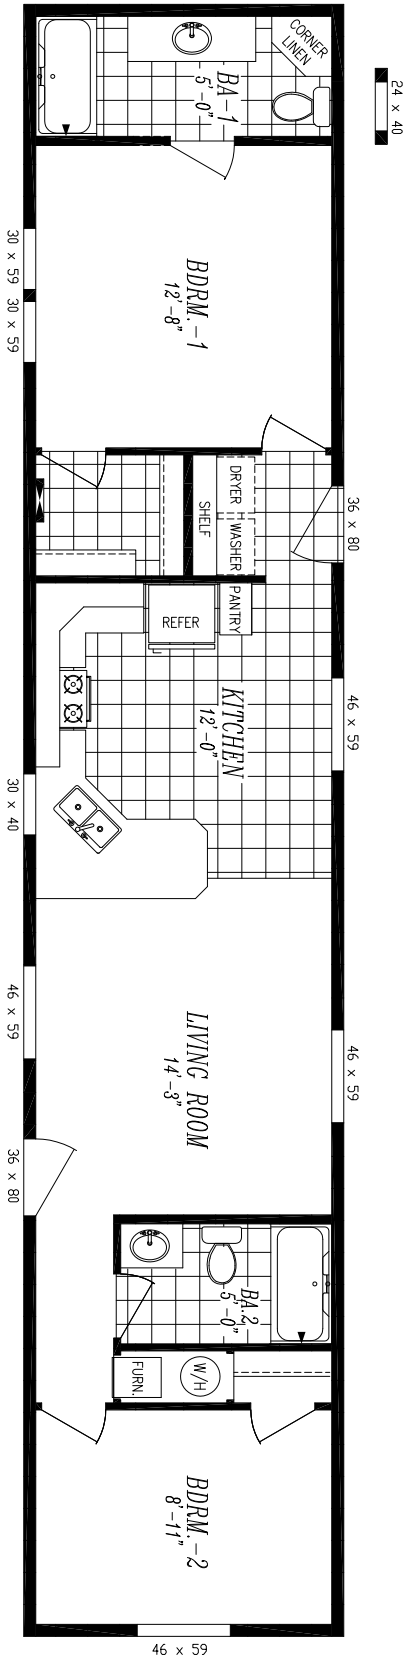 CORNER
LINEN
24 x 40
BA-1
5'-0"
30 x 59
30 x 59
BDRM.-1
12'-8"
DRYER
WASHER
SHELF
36 x 80
PANTRY
REFER
KITCHEN
12'-0"
46 x 59
30 x 40
46 x 59
LIVING ROOM
14'-3"
46 x 59
36 x 80
BA.2
5'-0"
FURN.
W/H
BDRM.-2
8'-11"
46 x 59